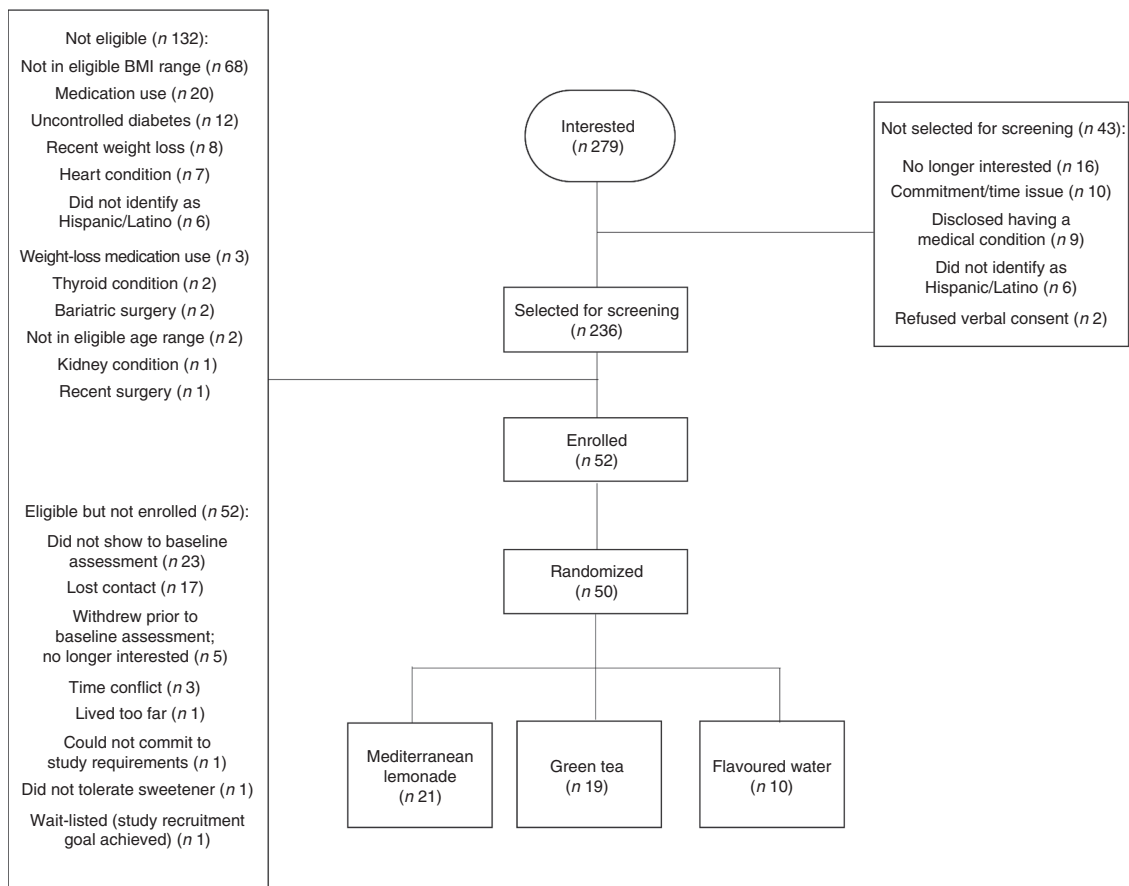 Not eligible (n 132):
Not in eligible BMI range (n 68)
Medication use (n 20)
Uncontrolled diabetes (n 12)
Recent weight loss (n 8)
Heart condition (n 7)
Did not identify as
Hispanic/Latino (n 6)
Weight-loss medication use (n 3)
Thyroid condition (n 2)
Bariatric surgery (n 2)
Not in eligible age range (n 2)
Kidney condition (n 1)
Recent surgery (n 1)
Eligible but not enrolled (n 52):
Did not show to baseline
assessment (n 23)
Lost contact (n 17)
Withdrew prior to
baseline assessment;
no longer interested (n 5)
Time conflict (n 3)
Lived too far (n 1)
Could not commit to
study requirements (n 1)
Did not tolerate sweetener (n 1)
Wait-listed (study recruitment
goal achieved) (n 1)
Interested
(n 279)
Not selected for screening (n 43):
No longer interested (n 16)
Commitment/time issue (n 10)
Disclosed having a
medical condition (n 9)
Did not identify as
Hispanic/Latino (n 6)
Refused verbal consent (n 2)
Selected for screening
(n 236)
Enrolled
(n 52)
Randomized
(n 50)
Mediterranean
lemonade
(n 21)
Green tea
(n 19)
Flavoured water
(n 10)